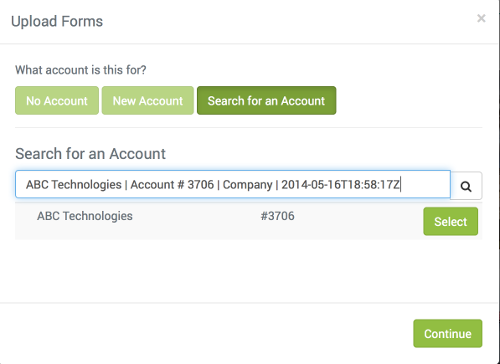 Upload Forms ×
What account is this for?
No Account New Account Search for an Account
Search for an Account
ABC Technologies | Account # 3706 | Company | 2014-05-16T18:58:17Z
ABC Technologies #3706 Select
Continue